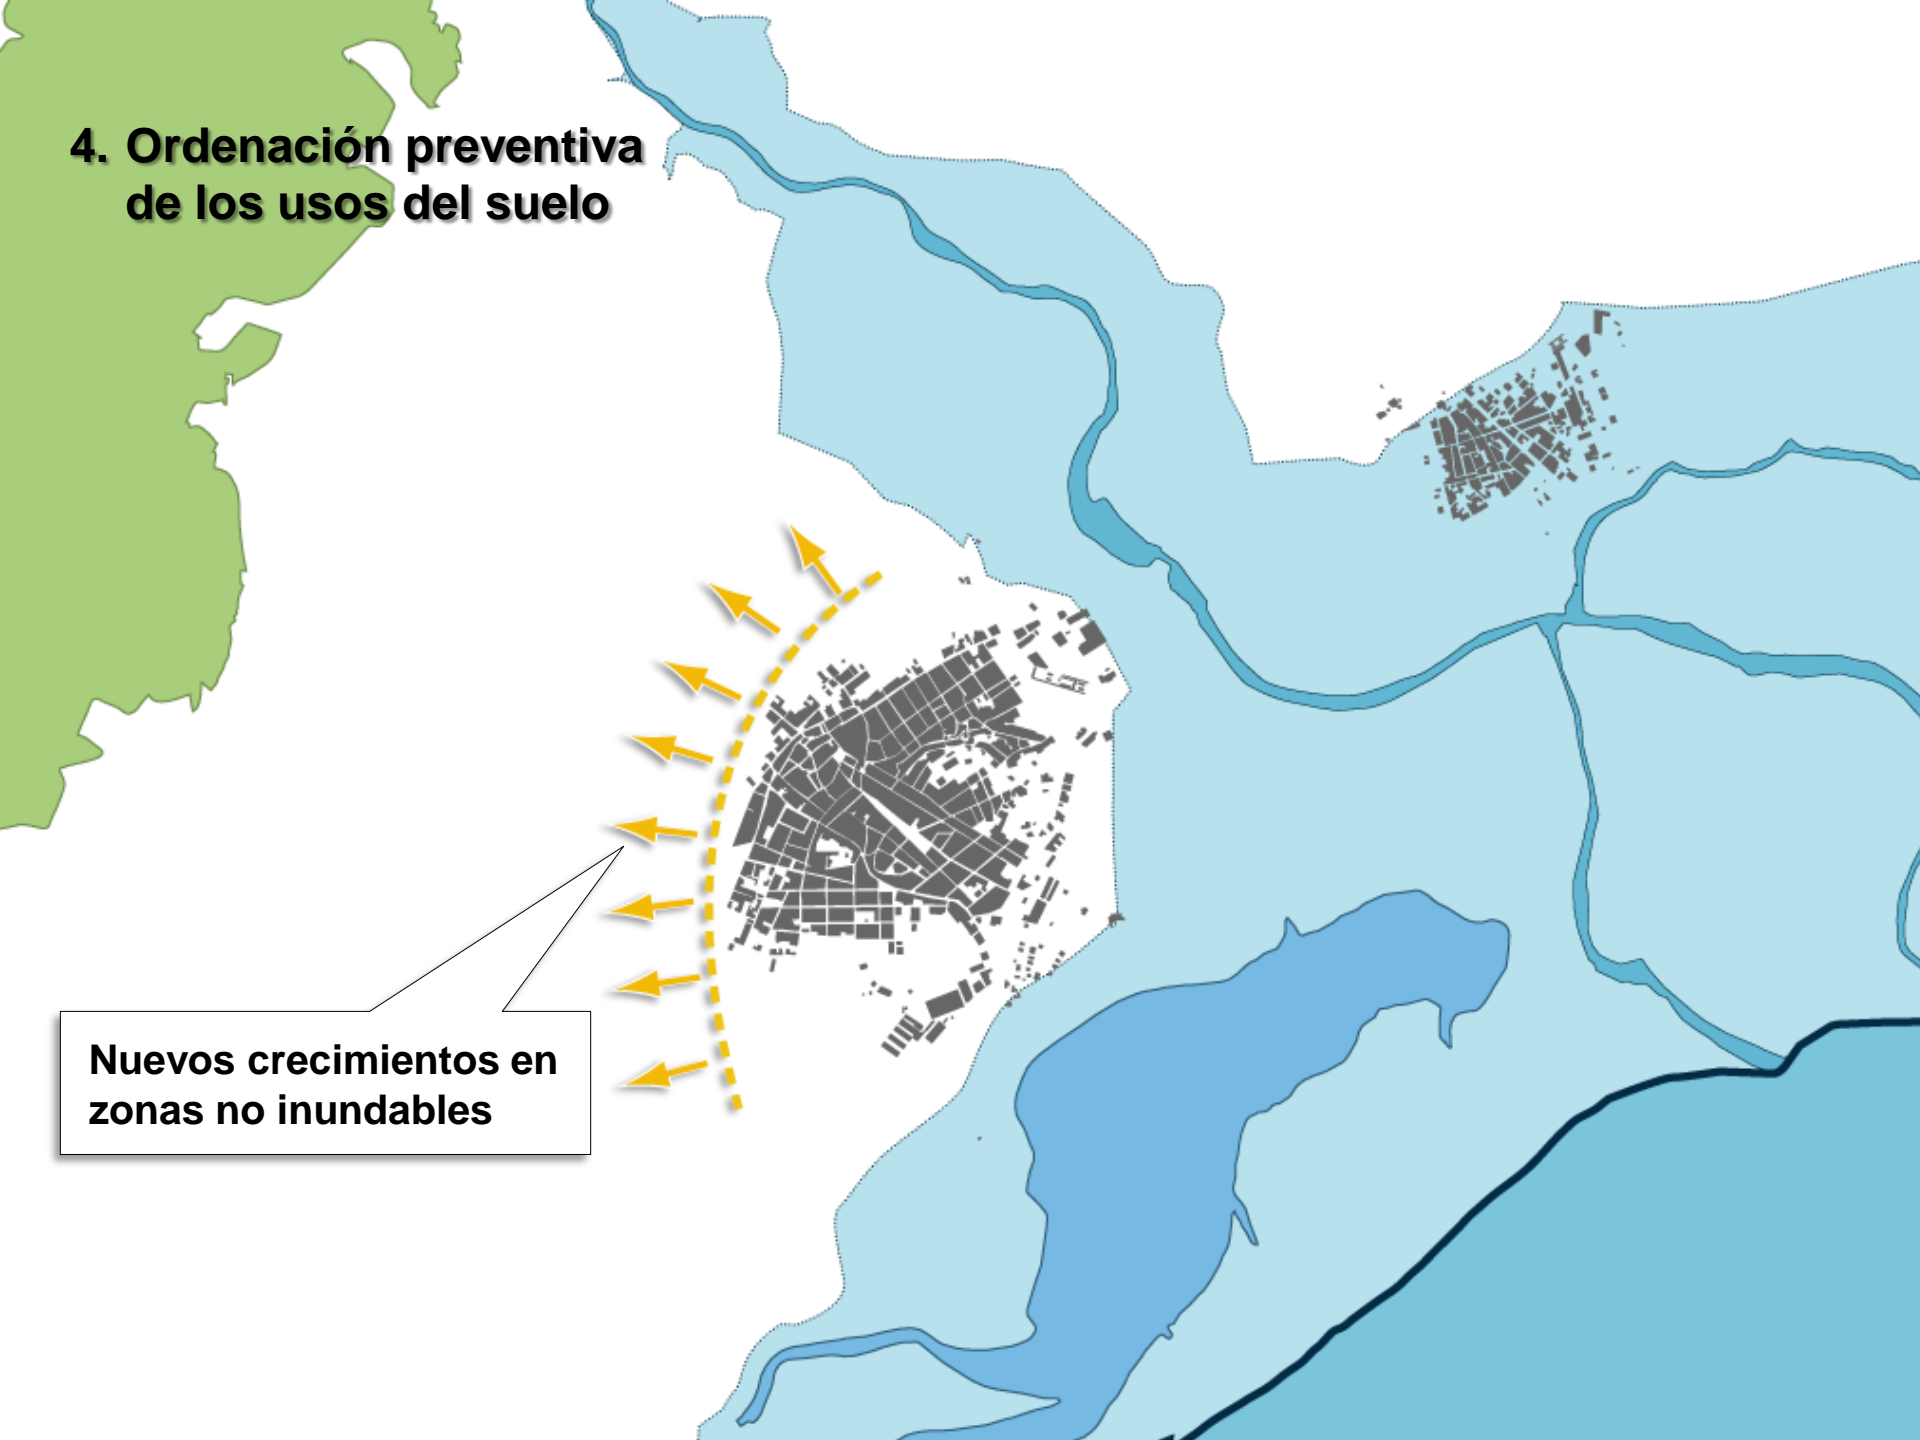 4. Ordenación preventiva
de los usos del suelo
Nuevos crecimientos en
zonas no inundables